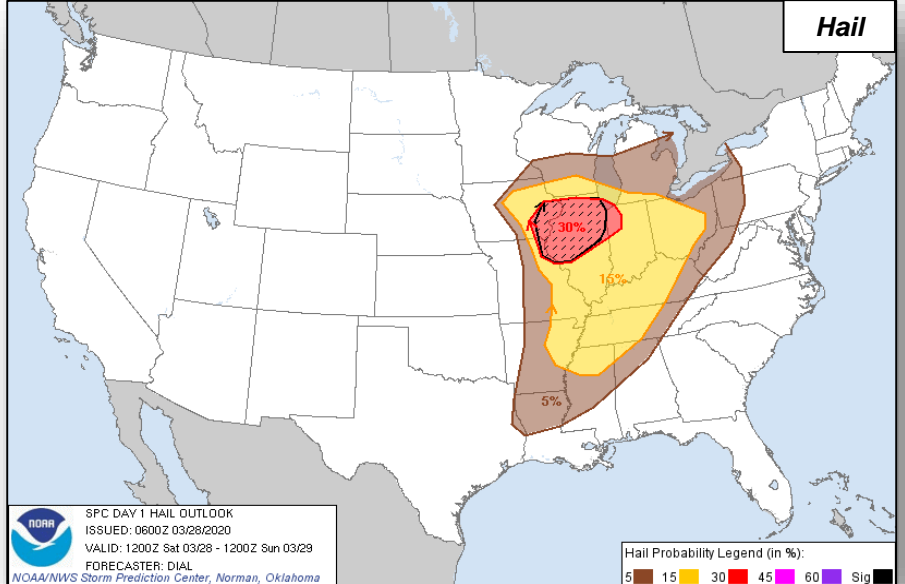 Hail
30%
15%
5%
NOAA
SPC DAY 1 HAIL OUTLOOK
ISSUED: 0600Z 03/28/2020
VALID: 1200Z Sat 03/28 - 1200Z Sun 03/29
FORECASTER: DIAL
NOAA/NWS Storm Prediction Center, Norman, Oklahoma
Hail Probability Legend (in %):
5 15 30 45 60 Sig